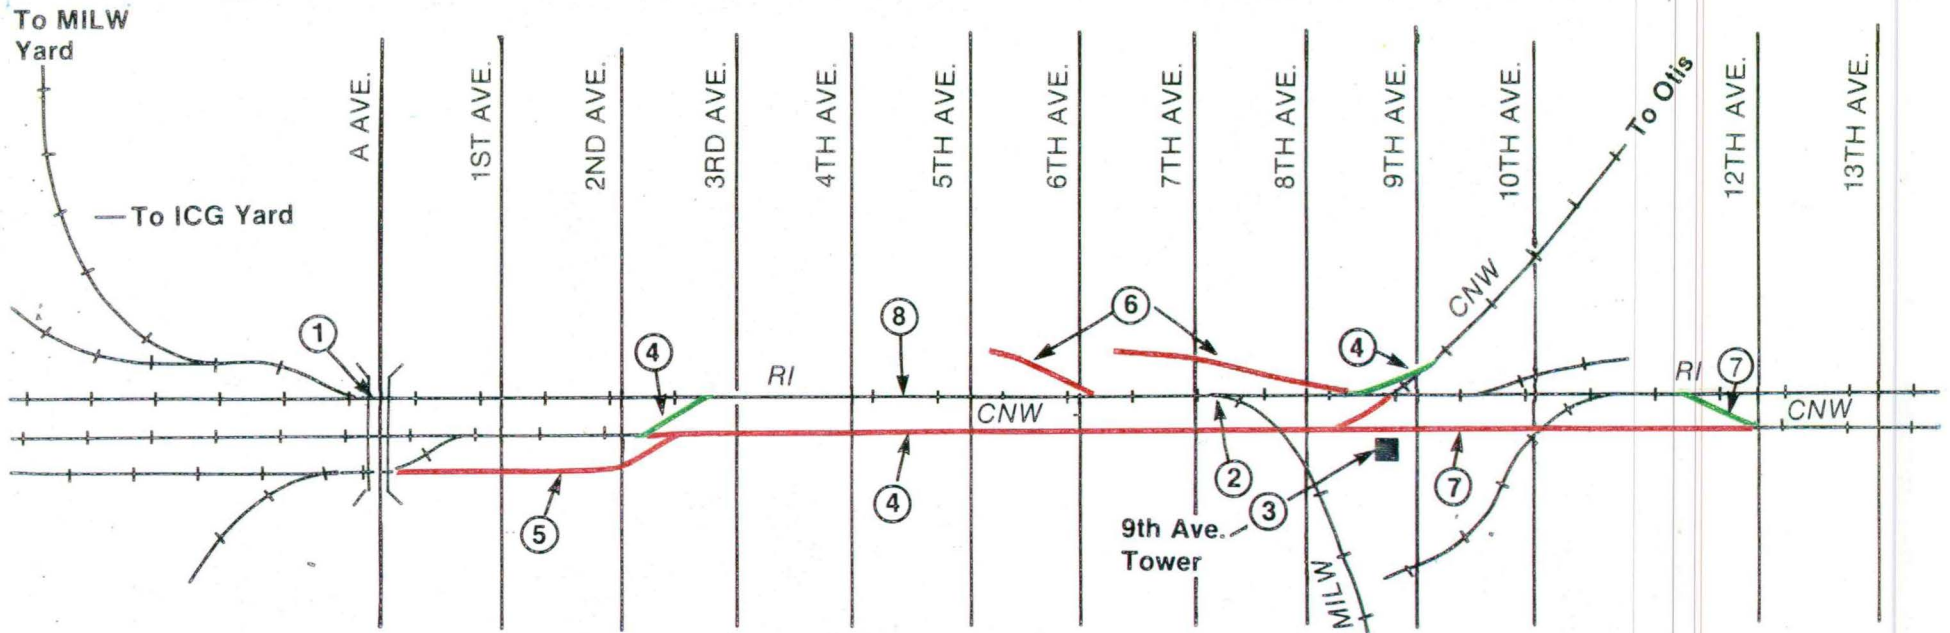 To MILW
Yard
To ICG Yard
A AVE.
1ST AVE.
2ND AVE.
3RD AVE.
4TH AVE.
5TH AVE.
6TH AVE.
7TH AVE.
8TH AVE.
9TH AVE.
10TH AVE.
12TH AVE.
13TH AVE.
To Otis
CNW
1
4
8
6
4
RI
CNW
RI
7
CNW
5
4
2
3
7
9th Ave.
Tower
MILW